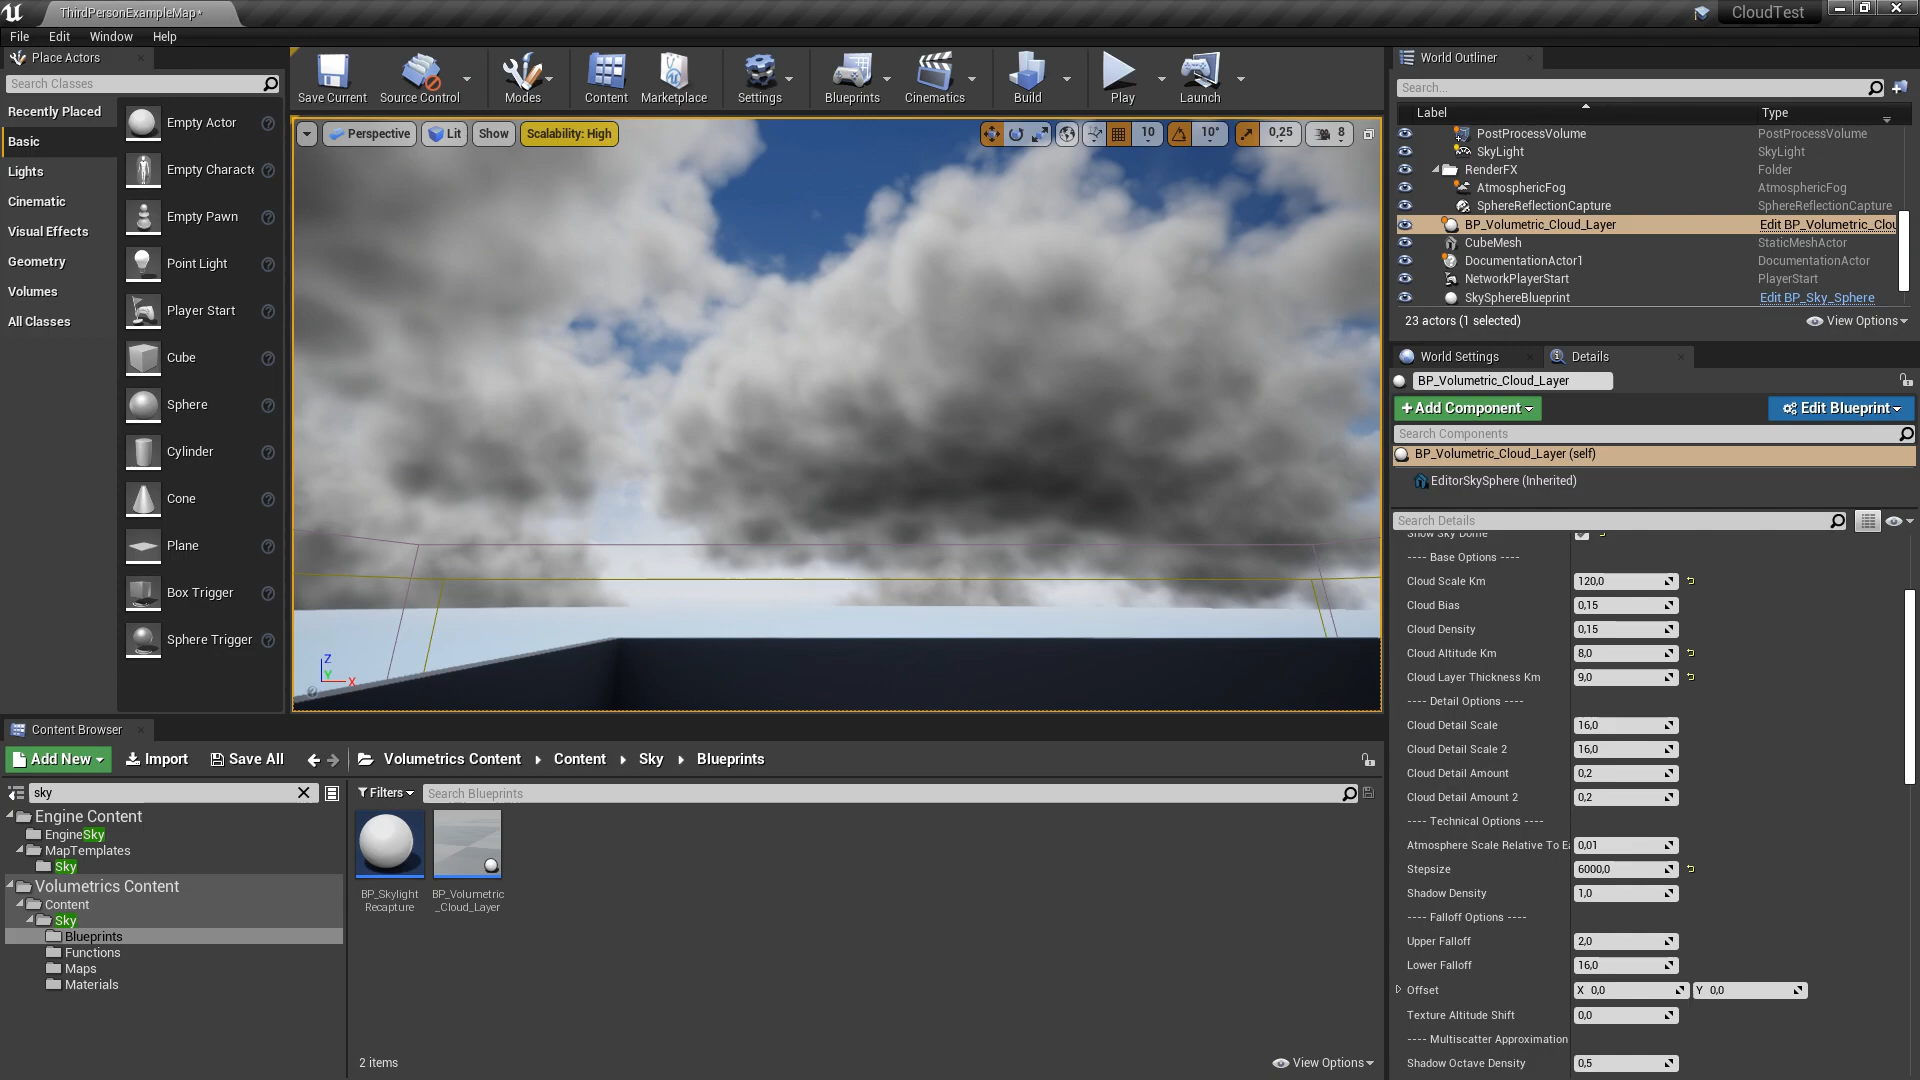 ThirdPersonExampleMap*
CloudTest
File Edit Window Help
Place Actors
Search Classes
Recently Placed
Basic
Lights
Cinematic
Visual Effects
Geometry
Volumes
All Classes
Empty Actor
Empty Characte
Empty Pawn
Point Light
Player Start
Cube
Sphere
Cylinder
Cone
Plane
Box Trigger
Sphere Trigger
Save Current Source Control Modes Content Marketplace Settings Blueprints Cinematics Build Play Launch
Perspective Lit Show Scalability: High 10 10° 0,25 8
Z
Y
X
World Outliner
Search...
Label Type
PostProcessVolume PostProcessVolume
SkyLight SkyLight
RenderFX Folder
AtmosphericFog AtmosphericFog
SphereReflectionCapture SphereReflectionCapture
BP_Volumetric_Cloud_Layer Edit BP_Volumetric_Clou
CubeMesh StaticMeshActor
DocumentationActor1 DocumentationActor
NetworkPlayerStart PlayerStart
SkySphereBlueprint Edit BP_Sky_Sphere
23 actors (1 selected) View Options
World Settings Details
BP_Volumetric_Cloud_Layer
+Add Component Edit Blueprint
Search Components
BP_Volumetric_Cloud_Layer (self)
EditorSkySphere (Inherited)
Search Details
Show Sky Dome
---- Base Options ----
Cloud Scale Km 120,0
Cloud Bias 0,15
Cloud Density 0,15
Cloud Altitude Km 8,0
Cloud Layer Thickness Km 9,0
---- Detail Options ----
Cloud Detail Scale 16,0
Cloud Detail Scale 2 16,0
Cloud Detail Amount 0,2
Cloud Detail Amount 2 0,2
---- Technical Options ----
Atmosphere Scale Relative To Ea 0,01
Stepsize 6000,0
Shadow Density 1,0
---- Falloff Options ----
Upper Falloff 2,0
Lower Falloff 16,0
Offset X 0,0 Y 0,0
Texture Altitude Shift 0,0
---- Multiscatter Approximation
Shadow Octave Density 0,5
Content Browser
Add New Import Save All Volumetrics Content Content Sky Blueprints
sky
Filters Search Blueprints
Engine Content
EngineSky
MapTemplates
Sky
Volumetrics Content
Content
Sky
Blueprints
Functions
Maps
Materials
BP_Skylight
Recapture
BP_Volumetric
_Cloud_Layer
2 items View Options